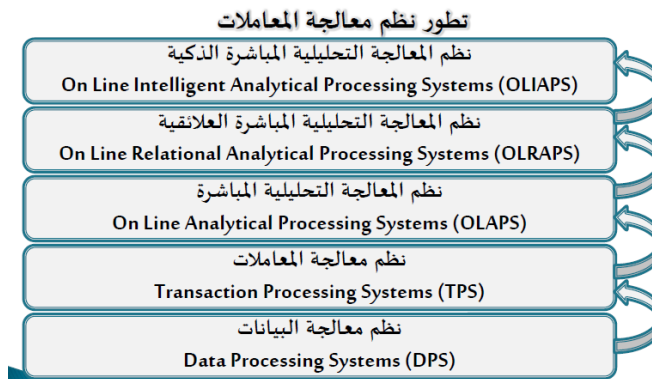 تطور نظم معالجة المعاملات
نظم المعالجة التحليلية المباشرة الذكية
On Line Intelligent Analytical Processing Systems (OLIAPS)
نظم المعالجة التحليلية المباشرة العلائقية
On Line Relational Analytical Processing Systems (OLRAPS)
نظم المعالجة التحليلية المباشرة
On Line Analytical Processing Systems (OLAPS)
نظم معالجة المعاملات
Transaction Processing Systems (TPS)
نظم معالجة البيانات
Data Processing Systems (DPS)